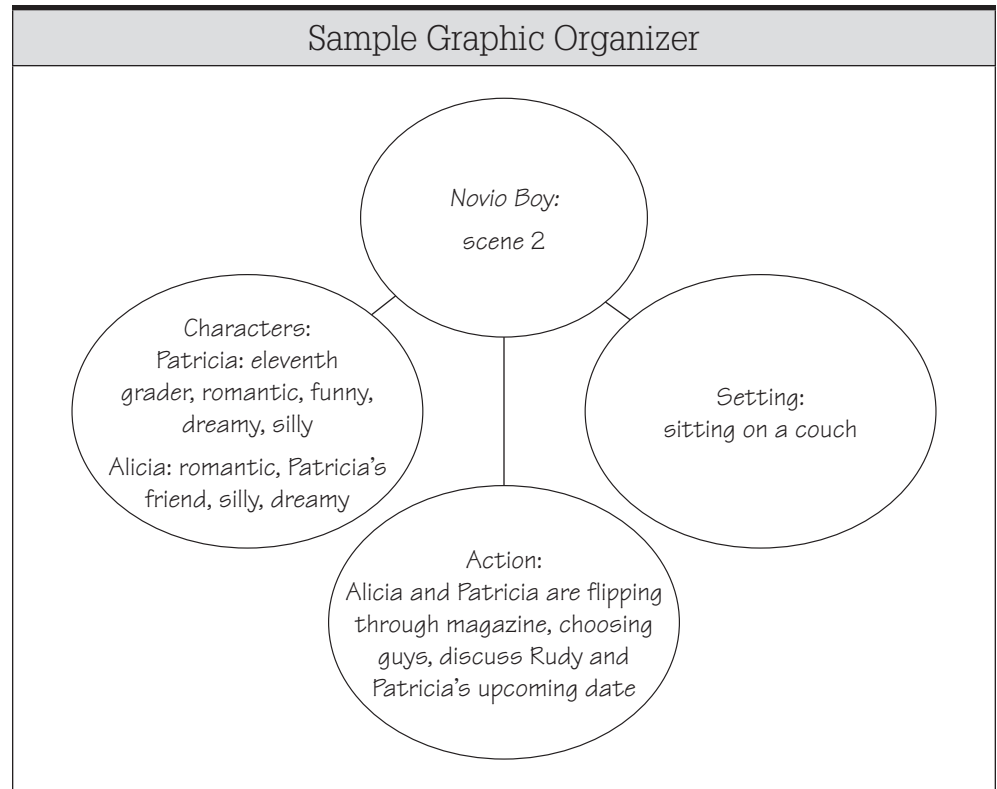 Sample Graphic Organizer
Novio Boy:
scene 2
Characters:
Patricia: eleventh
grader, romantic, funny,
dreamy, silly
Alicia: romantic, Patricia's
friend, silly, dreamy
Setting:
sitting on a couch
Action:
Alicia and Patricia are flipping
through magazine, choosing
guys, discuss Rudy and
Patricia's upcoming date